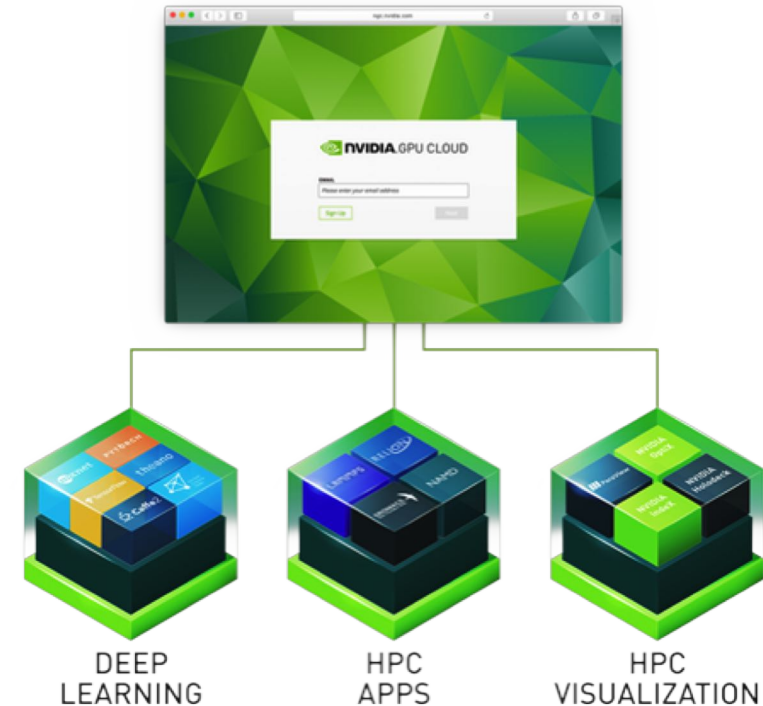 ngc.nvidia.com
NVIDIA GPU CLOUD
EMAIL
Please enter your email address
Sign Up
Next
PYTORCH
mxnet
theano
TensorFlow
Caffe2
RELION
LAMMPS
NAMD
NVIDIA
OptiX
ParaView
NVIDIA
Holodeck
NVIDIA
IndeX
DEEP
LEARNING
HPC
APPS
HPC
VISUALIZATION